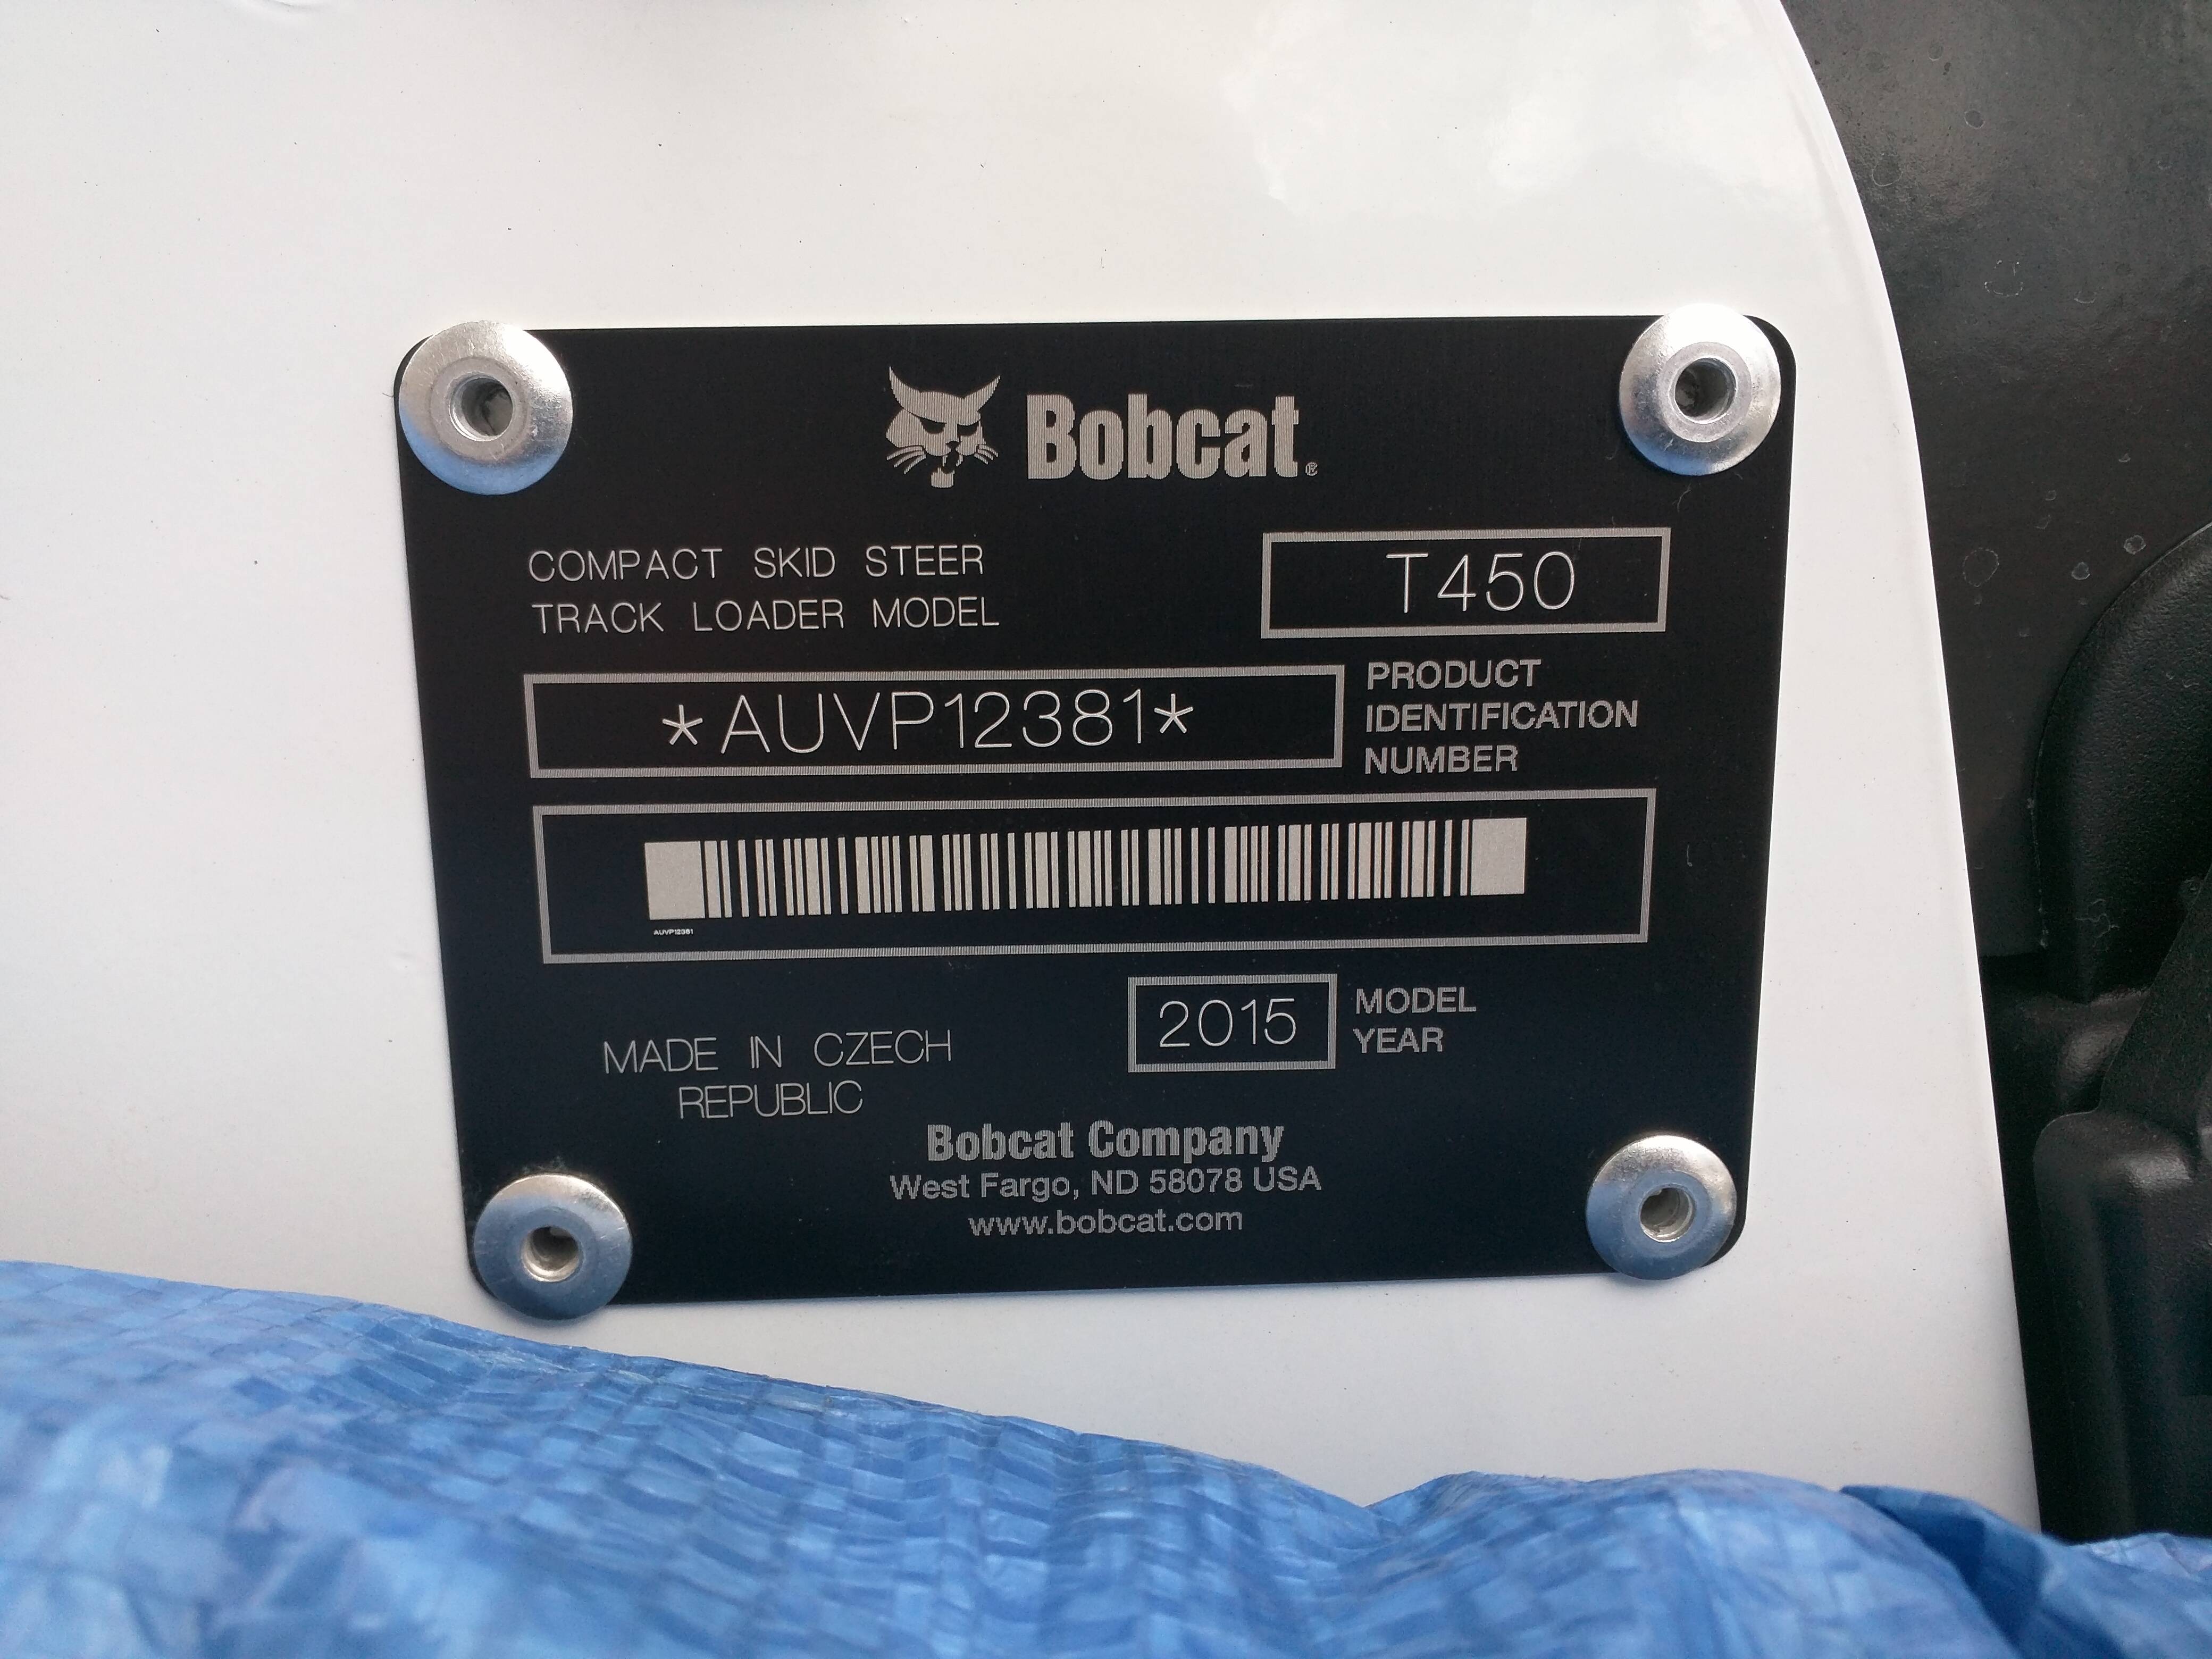 Bobcat®
COMPACT SKID STEER
TRACK LOADER MODEL
T450
*AUVP12381*
PRODUCT
IDENTIFICATION
NUMBER
AUVP12381
2015
MODEL
YEAR
MADE IN CZECH
REPUBLIC
Bobcat Company
West Fargo, ND 58078 USA
www.bobcat.com